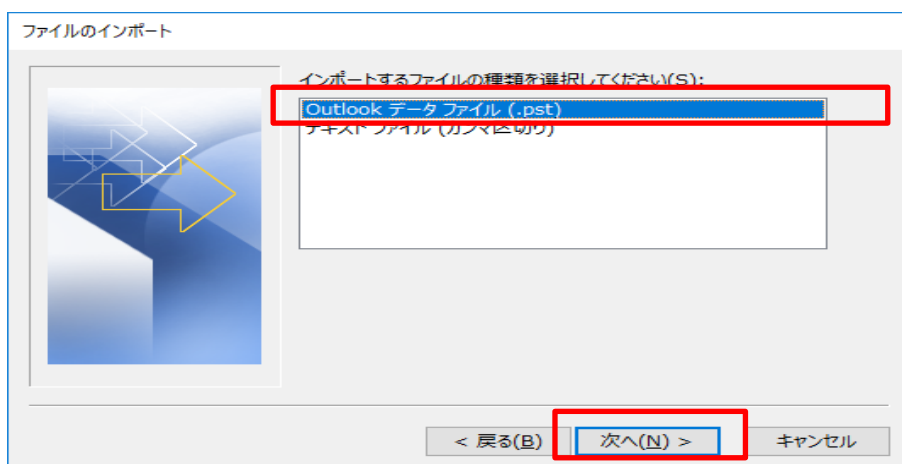 ファイルのインポート
インポートするファイルの種類を選択してください(S):
Outlook データ ファイル (.pst)
テキスト ファイル (カンマ区切り)
< 戻る(B)
次へ(N) >
キャンセル